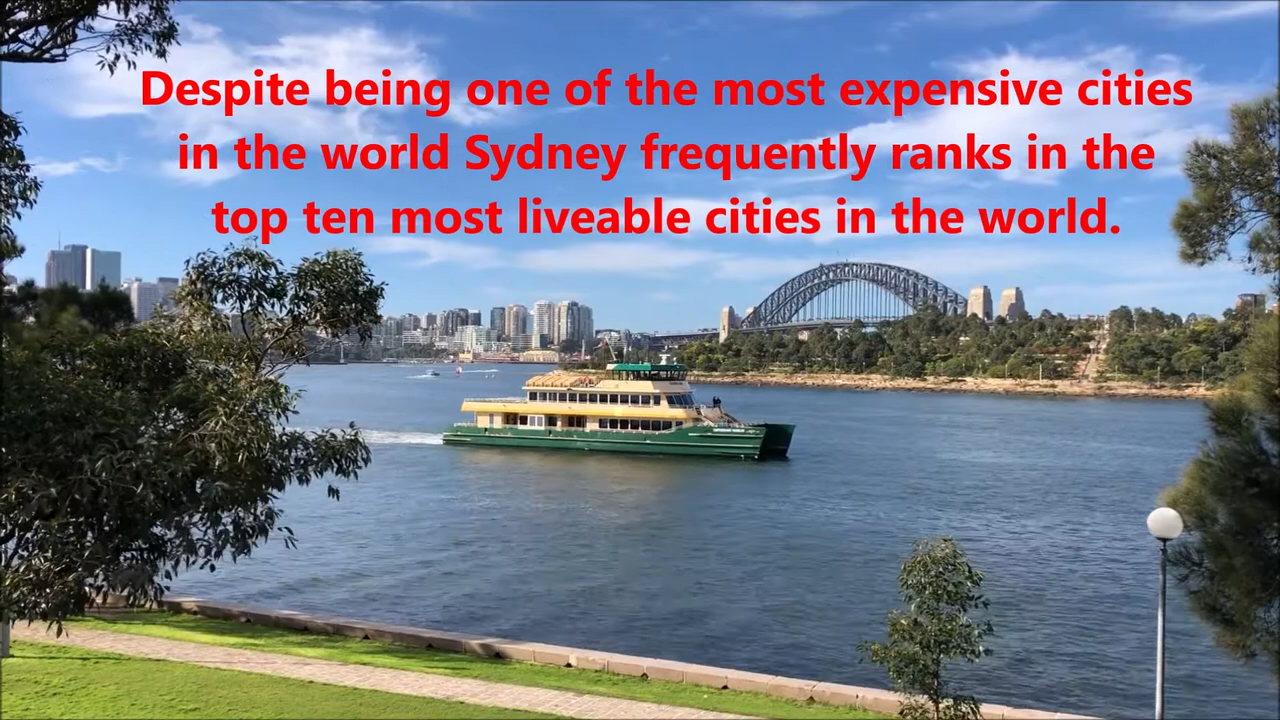 Despite being one of the most expensive cities
in the world Sydney frequently ranks in the
top ten most liveable cities in the world.